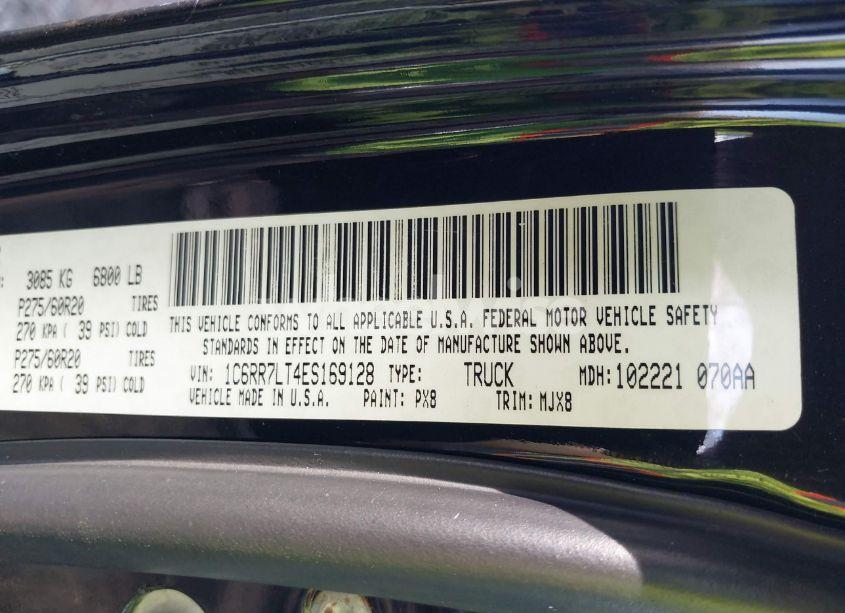 3085 KG 6800 LB
P275/60R20 TIRES
270 KPA ( 39 PSI) COLD
P275/60R20 TIRES
270 KPA ( 39 PSI) COLD
THIS VEHICLE CONFORMS TO ALL APPLICABLE U.S.A. FEDERAL MOTOR VEHICLE SAFETY
STANDARDS IN EFFECT ON THE DATE OF MANUFACTURE SHOWN ABOVE.
VIN: 1C6RR7LT4ES169128 TYPE: TRUCK MDH: 102221 070AA
VEHICLE MADE IN U.S.A. PAINT: PX8 TRIM: MJX8